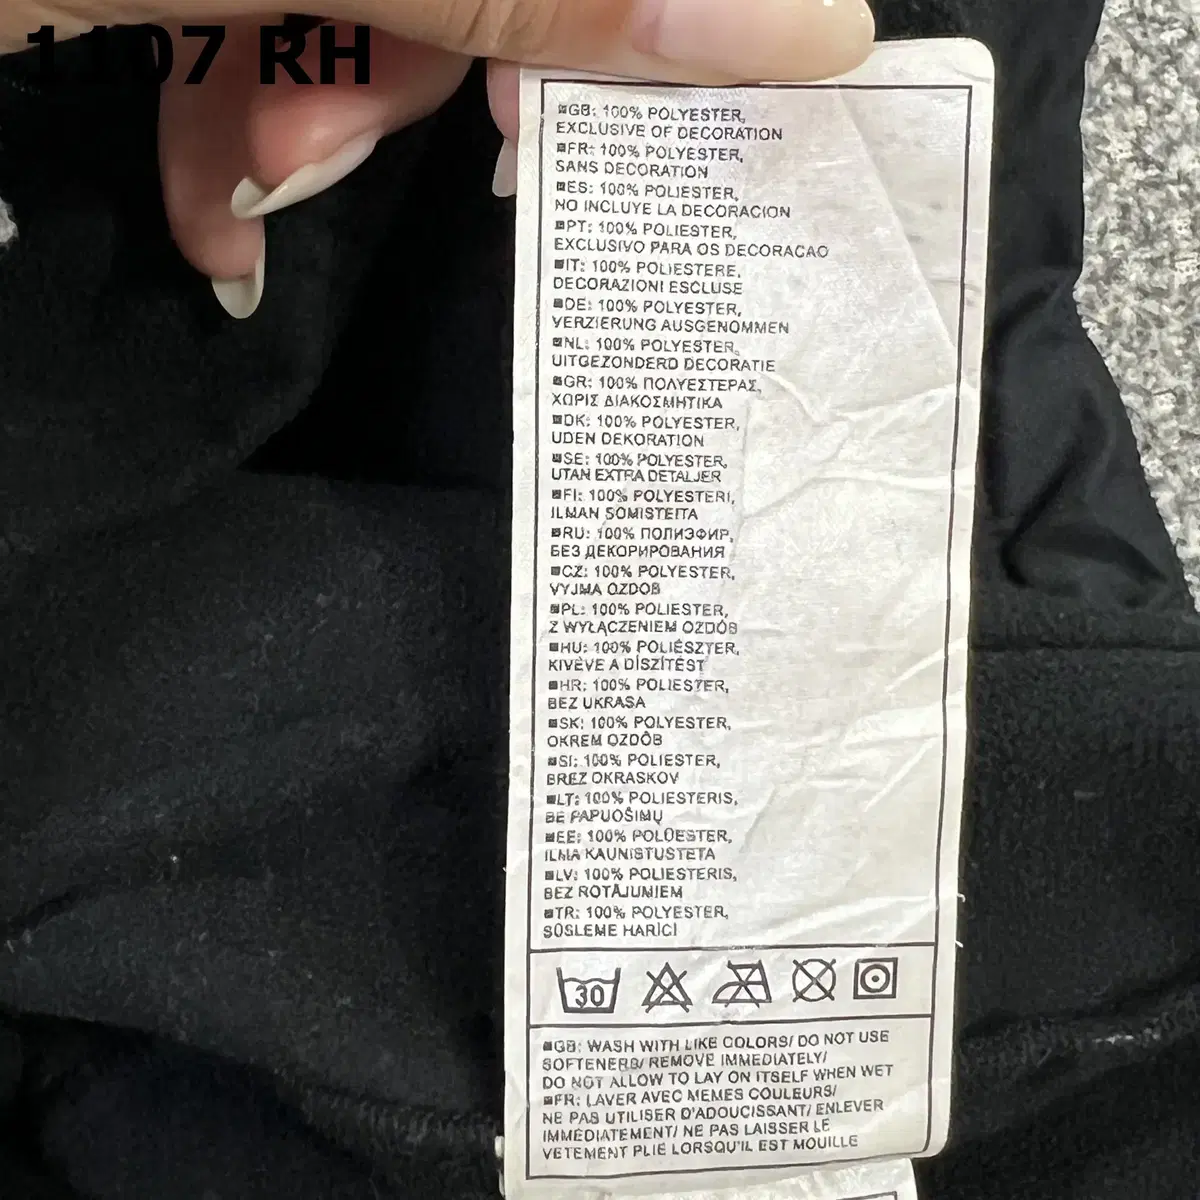 1107 RH
GB: 100% POLYESTER,
EXCLUSIVE OF DECORATION
FR: 100% POLYESTER,
SANS DECORATION
ES: 100% POLIESTER,
NO INCLUYE LA DECORACION
PT: 100% POLIESTER,
EXCLUSIVO PARA OS DECORACAO
IT: 100% POLIESTERE,
DECORAZIONI ESCLUSE
DE: 100% POLYESTER,
VERZIERUNG AUSGENOMMEN
NL: 100% POLYESTER,
UITGEZONDERD DECORATIE
GR: 100% ΠΟΛΥΕΣΤΕΡΑΣ,
ΧΩΡΙΣ ΔΙΑΚΟΣΜΗΤΙΚΑ
DK: 100% POLYESTER,
UDEN DEKORATION
SE: 100% POLYESTER,
UTAN EXTRA DETALJER
FI: 100% POLYESTERI,
ILMAN SOMISTEITA
RU: 100% ПОЛИЭФИР,
БЕЗ ДЕКОРИРОВАНИЯ
CZ: 100% POLYESTER,
VYJMA OZDOB
PL: 100% POLIESTER,
Z WYŁĄCZENIEM OZDÓB
HU: 100% POLIÉSZTER,
KIVÉVE A DÍSZÍTÉST
HR: 100% POLIESTER,
BEZ UKRASA
SK: 100% POLYESTER,
OKREM OZDÔB
SI: 100% POLIESTER,
BREZ OKRASKOV
LT: 100% POLIESTERIS,
BE PAPUOŠIMŲ
EE: 100% POLÜESTER,
ILMA KAUNISTUSTETA
LV: 100% POLIESTERIS,
BEZ ROTĀJUMIEM
TR: 100% POLYESTER,
SÜSLEME HARİCİ
30
GB: WASH WITH LIKE COLORS/ DO NOT USE
SOFTENERS/ REMOVE IMMEDIATELY/
DO NOT ALLOW TO LAY ON ITSELF WHEN WET
FR: LAVER AVEC MEMES COULEURS/
NE PAS UTILISER D'ADOUCISSANT/ ENLEVER
IMMÉDIATEMENT/ NE PAS LAISSER LE
VETEMENT PLIE LORSQU'IL EST MOUILLE